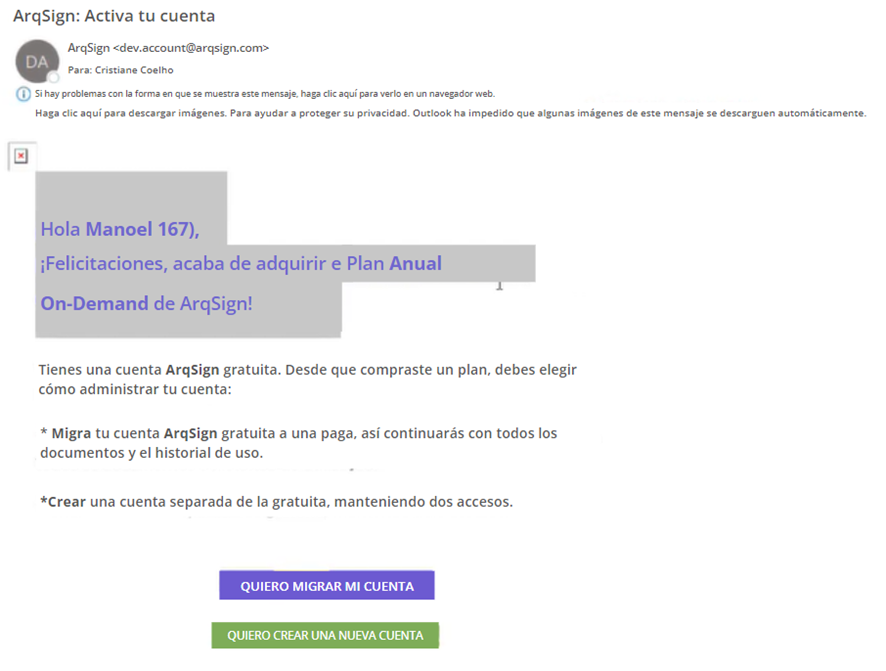 ArqSign: Activa tu cuenta
DA
ArqSign <dev.account@arqsign.com>
Para: Cristiane Coelho
Si hay problemas con la forma en que se muestra este mensaje, haga clic aquí para verlo en un navegador web.
Haga clic aquí para descargar imágenes. Para ayudar a proteger su privacidad. Outlook ha impedido que algunas imágenes de este mensaje se descarguen automáticamente.
Hola Manoel 167),
¡Felicitaciones, acaba de adquirir e Plan Anual
On-Demand de ArqSign!
Tienes una cuenta ArqSign gratuita. Desde que compraste un plan, debes elegir
cómo administrar tu cuenta:
* Migra tu cuenta ArqSign gratuita a una paga, así continuarás con todos los
documentos y el historial de uso.
*Crear una cuenta separada de la gratuita, manteniendo dos accesos.
QUIERO MIGRAR MI CUENTA
QUIERO CREAR UNA NUEVA CUENTA